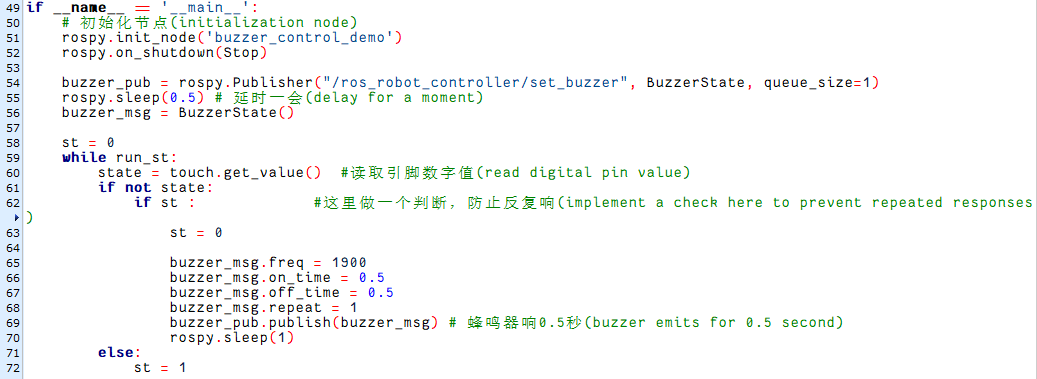 49 if __name__ == '__main__':
50     # 初始化节点(initialization node)
51     rospy.init_node('buzzer_control_demo')
52     rospy.on_shutdown(Stop)
53
54     buzzer_pub = rospy.Publisher("/ros_robot_controller/set_buzzer", BuzzerState, queue_size=1)
55     rospy.sleep(0.5) # 延时一会(delay for a moment)
56     buzzer_msg = BuzzerState()
57
58     st = 0
59     while run_st:
60         state = touch.get_value()  #读取引脚数字值(read digital pin value)
61         if not state:
62             if st :             #这里做一个判断，防止反复响(implement a check here to prevent repeated responses
)
63                 st = 0
64
65                 buzzer_msg.freq = 1900
66                 buzzer_msg.on_time = 0.5
67                 buzzer_msg.off_time = 0.5
68                 buzzer_msg.repeat = 1
69                 buzzer_pub.publish(buzzer_msg) # 蜂鸣器响0.5秒(buzzer emits for 0.5 second)
70                 rospy.sleep(1)
71         else:
72             st = 1